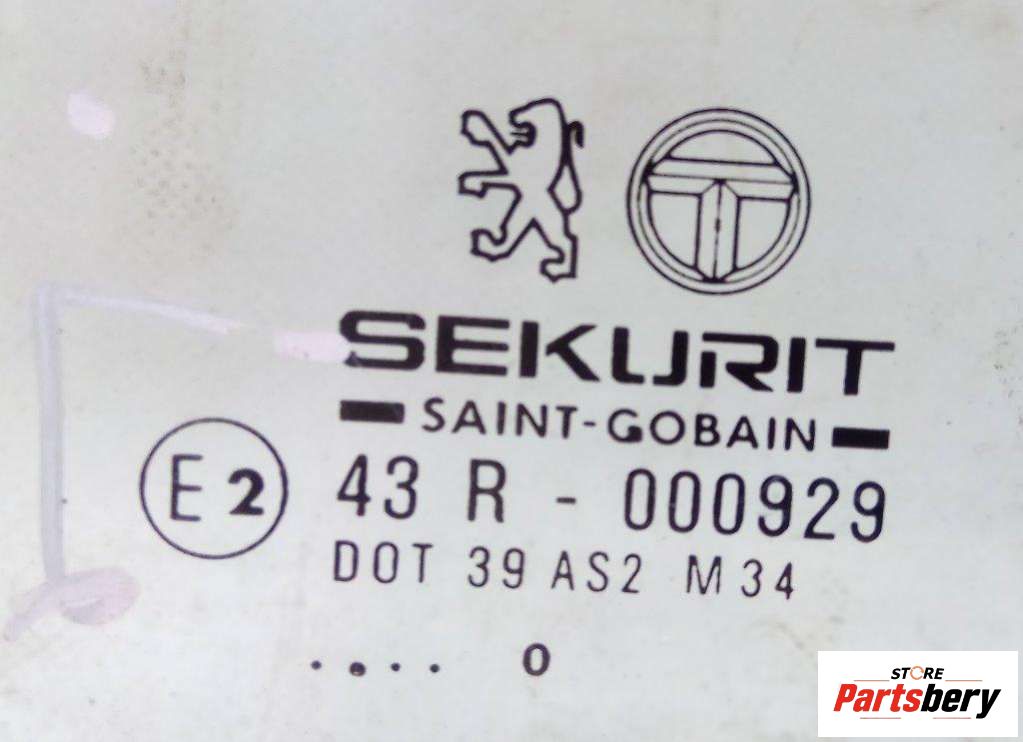 SEKURIT
SAINT-GOBAIN
E2 43 R - 000929
DOT 39 AS2 M34
.... 0
STORE
Partsbery